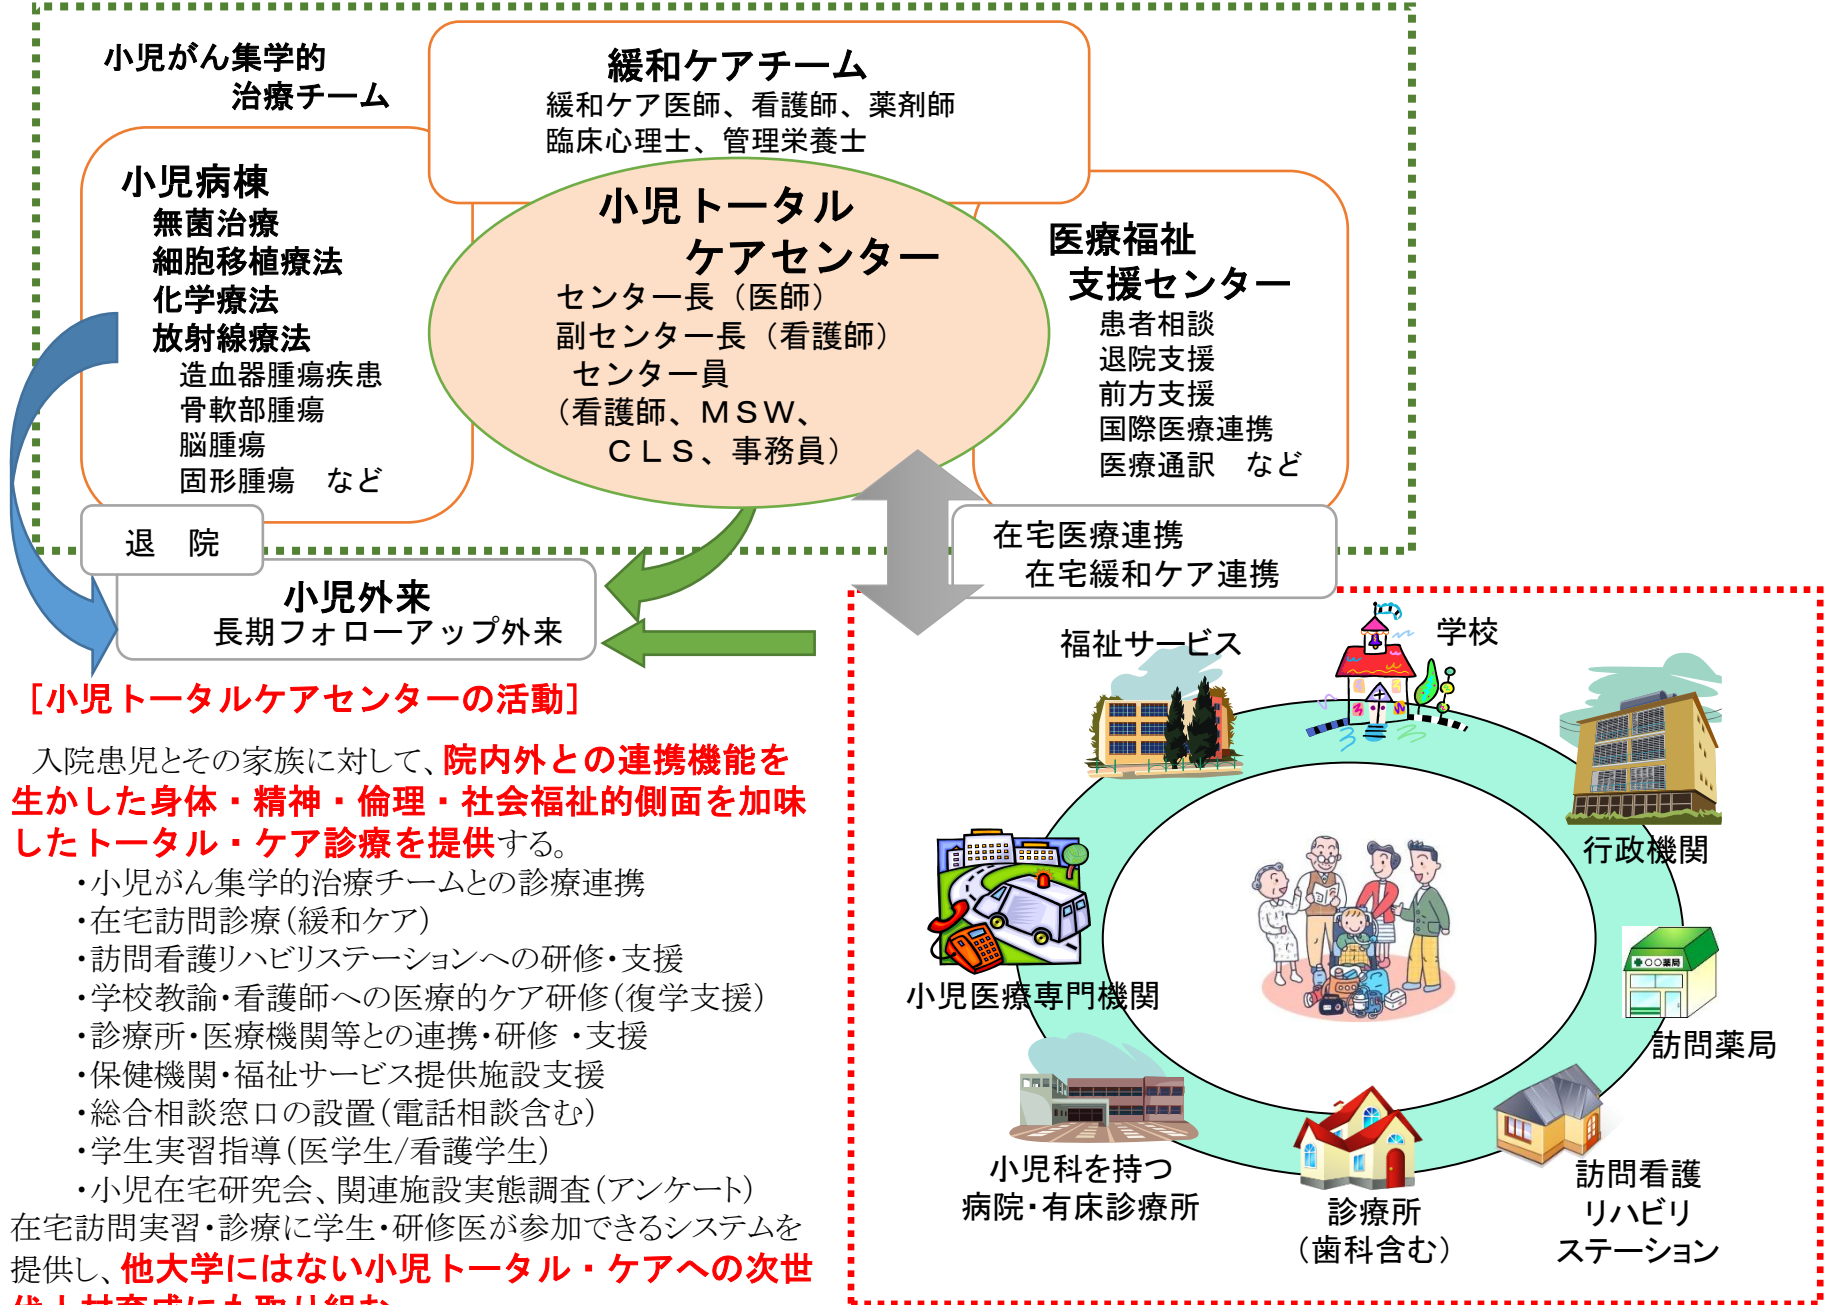 小児がん集学的
治療チーム
緩和ケアチーム
緩和ケア医師、看護師、薬剤師
臨床心理士、管理栄養士
小児病棟
無菌治療
細胞移植療法
化学療法
放射線療法
造血器腫瘍疾患
骨軟部腫瘍
脳腫瘍
固形腫瘍　など
小児トータル
ケアセンター
センター長（医師）
副センター長（看護師）
センター員
（看護師、ＭＳＷ、
ＣＬＳ、事務員）
医療福祉
支援センター
患者相談
退院支援
前方支援
国際医療連携
医療通訳　など
退　院
小児外来
長期フォローアップ外来
在宅医療連携
在宅緩和ケア連携
［小児トータルケアセンターの活動］
入院患児とその家族に対して、院内外との連携機能を
生かした身体・精神・倫理・社会福祉的側面を加味
したトータル・ケア診療を提供する。
・小児がん集学的治療チームとの診療連携
・在宅訪問診療（緩和ケア）
・訪問看護リハビリステーションへの研修・支援
・学校教諭・看護師への医療的ケア研修（復学支援）
・診療所・医療機関等との連携・研修 ・支援
・保健機関・福祉サービス提供施設支援
・総合相談窓口の設置（電話相談含む）
・学生実習指導（医学生/看護学生）
・小児在宅研究会、関連施設実態調査（アンケート）
在宅訪問実習・診療に学生・研修医が参加できるシステムを
提供し、他大学にはない小児トータル・ケアへの次世
代人材育成にも取り組む
福祉サービス
学校
行政機関
〇〇薬局
訪問薬局
訪問看護
リハビリ
ステーション
診療所
（歯科含む）
小児科を持つ
病院・有床診療所
小児医療専門機関